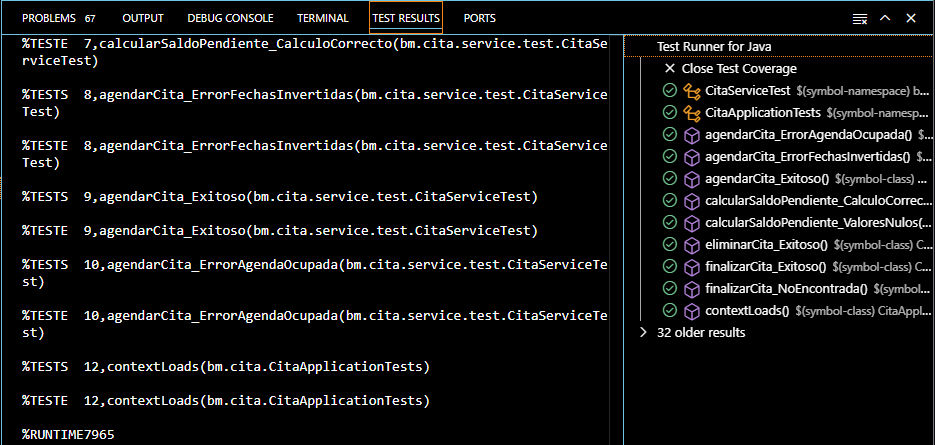 PROBLEMS 67 OUTPUT DEBUG CONSOLE TERMINAL TEST RESULTS PORTS
%TESTE 7,calcularSaldoPendiente_CalculoCorrecto(bm.cita.service.test.CitaSe
rviceTest)
%TESTS 8,agendarCita_ErrorFechasInvertidas(bm.cita.service.test.CitaService
Test)
%TESTE 8,agendarCita_ErrorFechasInvertidas(bm.cita.service.test.CitaService
Test)
%TESTS 9,agendarCita_Exitoso(bm.cita.service.test.CitaServiceTest)
%TESTE 9,agendarCita_Exitoso(bm.cita.service.test.CitaServiceTest)
%TESTS 10,agendarCita_ErrorAgendaOcupada(bm.cita.service.test.CitaServiceTe
st)
%TESTE 10,agendarCita_ErrorAgendaOcupada(bm.cita.service.test.CitaServiceTe
st)
%TESTS 12,contextLoads(bm.cita.CitaApplicationTests)
%TESTE 12,contextLoads(bm.cita.CitaApplicationTests)
%RUNTIME7965
Test Runner for Java
Close Test Coverage
CitaServiceTest $(symbol-namespace) b...
CitaApplicationTests $(symbol-namesp...
agendarCita_ErrorAgendaOcupada() $...
agendarCita_ErrorFechasInvertidas() $(...
agendarCita_Exitoso() $(symbol-class) ...
calcularSaldoPendiente_CalculoCorrec...
calcularSaldoPendiente_ValoresNulos(...
eliminarCita_Exitoso() $(symbol-class) C...
finalizarCita_Exitoso() $(symbol-class) C...
finalizarCita_NoEncontrada() $(symbol...
contextLoads() $(symbol-class) CitaAppl...
32 older results